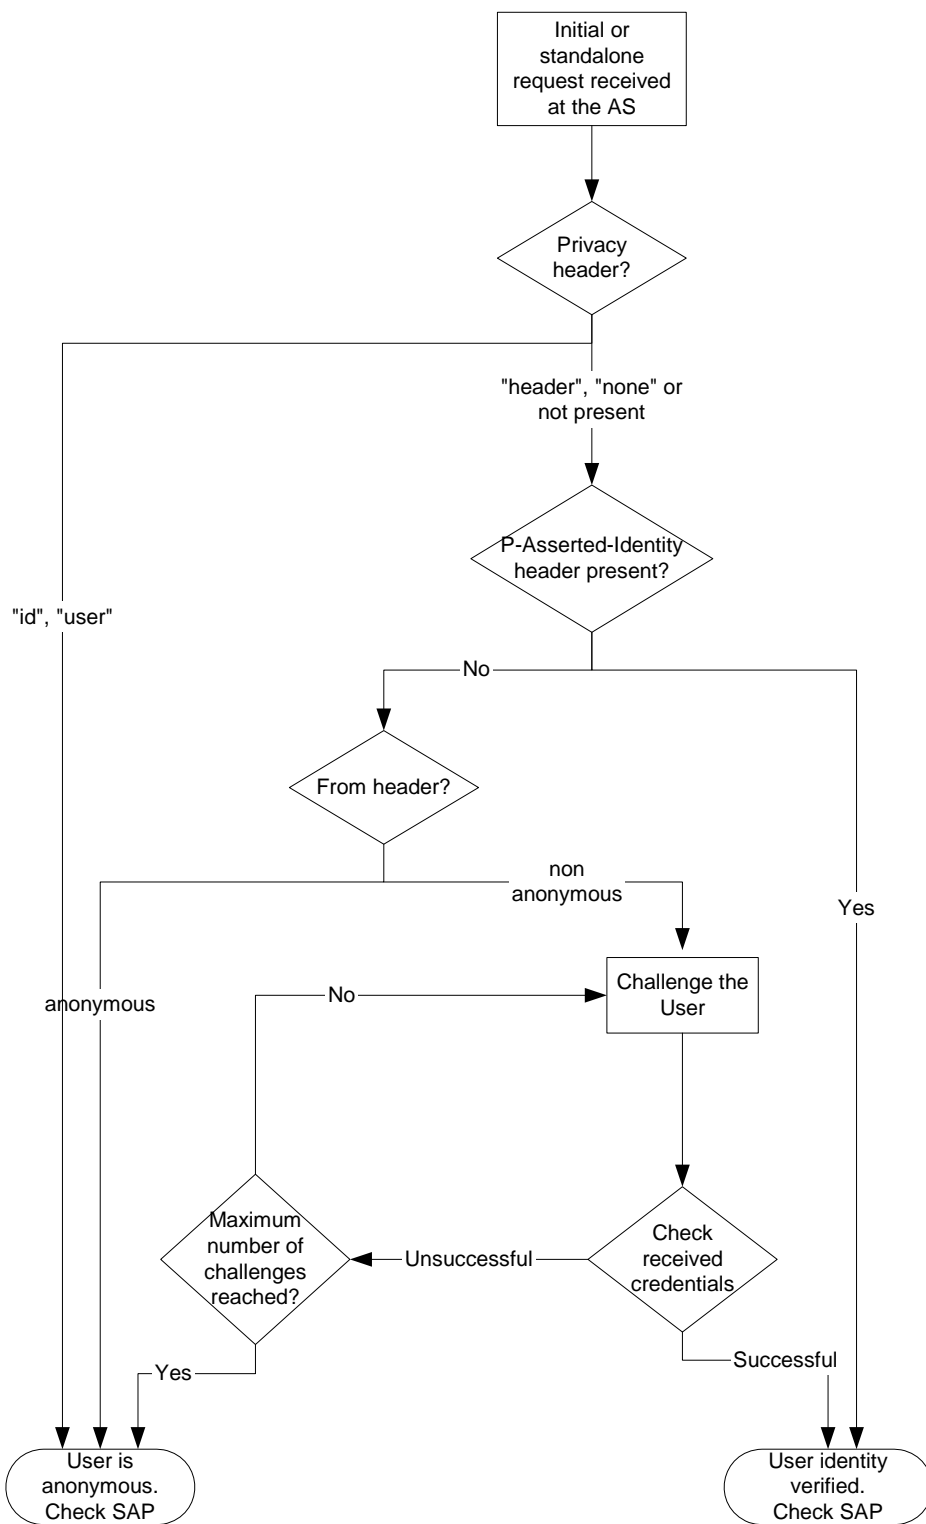 Initial or
standalone
request received
at the AS
Privacy
header?
"header", "none" or
not present
P-Asserted-Identity
header present?
"id", "user"
No
From header?
non
anonymous
Yes
Challenge the
User
No
anonymous
Maximum
number of
challenges
reached?
Unsuccessful
Check
received
credentials
Successful
Yes
User is
anonymous.
Check SAP
User identity
verified.
Check SAP